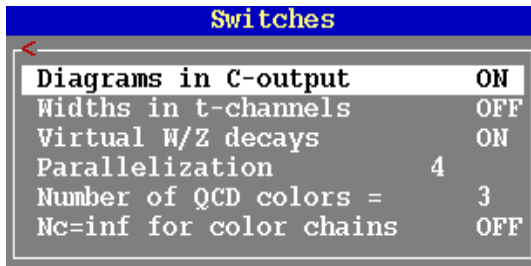 Switches
<
Diagrams in C-output ON
Widths in t-channels OFF
Virtual W/Z decays ON
Parallelization 4
Number of QCD colors = 3
Nc=inf for color chains OFF